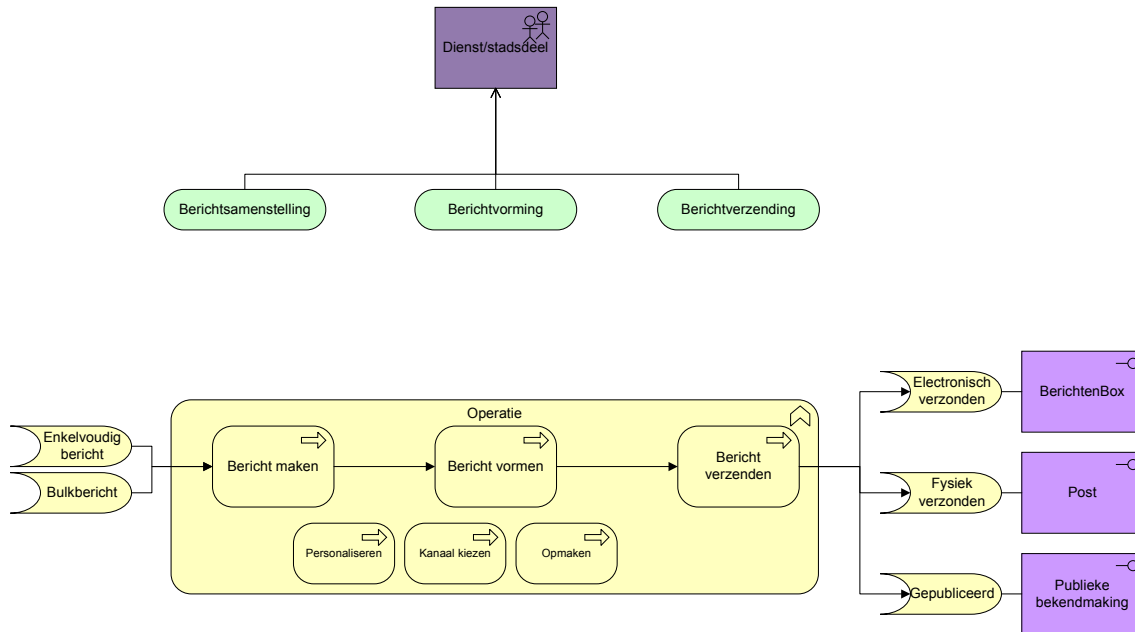 Dienst/stadsdeel
Berichtsamenstelling
Berichtvorming
Berichtverzending
Operatie
Enkelvoudig
bericht
Bulkbericht
Bericht maken
Bericht vormen
Bericht
verzenden
Personaliseren
Kanaal kiezen
Opmaken
Electronisch
verzonden
BerichtenBox
Fysiek
verzonden
Post
Gepubliceerd
Publieke
bekendmaking